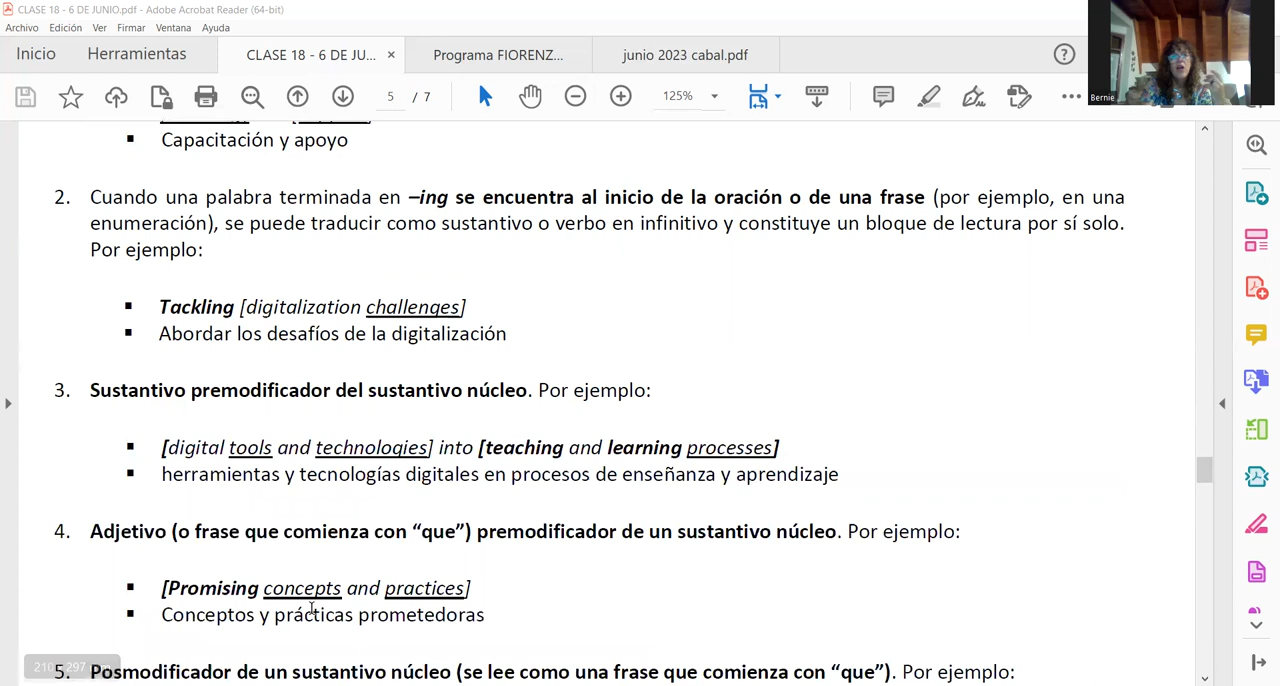 CLASE 18 - 6 DE JUNIO.pdf - Adobe Acrobat Reader (64-bit)
Archivo Edición Ver Firmar Ventana Ayuda
Inicio Herramientas CLASE 18 - 6 DE JU... × Programa FIORENZ... junio 2023 cabal.pdf
5 / 7 125%
Bernie
Capacitación y apoyo
2. Cuando una palabra terminada en –ing se encuentra al inicio de la oración o de una frase (por ejemplo, en una
enumeración), se puede traducir como sustantivo o verbo en infinitivo y constituye un bloque de lectura por sí solo.
Por ejemplo:
▪ Tackling [digitalization challenges]
▪ Abordar los desafíos de la digitalización
3. Sustantivo premodificador del sustantivo núcleo. Por ejemplo:
▪ [digital tools and technologies] into [teaching and learning processes]
▪ herramientas y tecnologías digitales en procesos de enseñanza y aprendizaje
4. Adjetivo (o frase que comienza con “que”) premodificador de un sustantivo núcleo. Por ejemplo:
▪ [Promising concepts and practices]
▪ Conceptos y prácticas prometedoras
5. Posmodificador de un sustantivo núcleo (se lee como una frase que comienza con “que”). Por ejemplo: